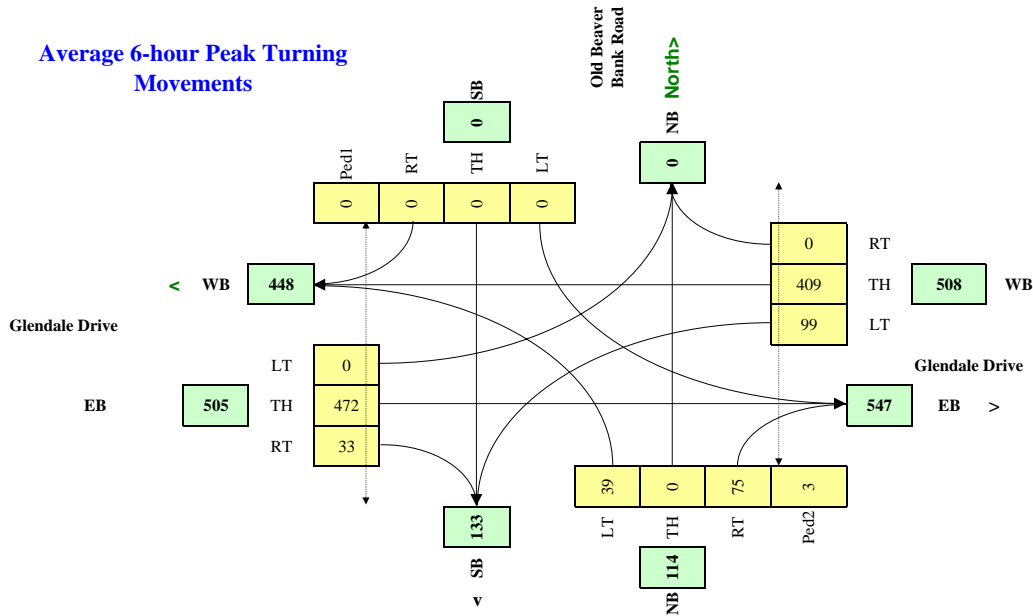 Average 6-hour Peak Turning
Movements
Old Beaver
Bank Road
North>
SB
0
NB
0
Ped1
RT
TH
LT
0
0
0
0
0
RT
< WB 448
409
TH
508
WB
Glendale Drive
99
LT
LT
0
Glendale Drive
EB
505
TH
472
547
EB >
RT
33
39
0
75
3
133
LT
TH
RT
Ped2
SB
114
v
NB